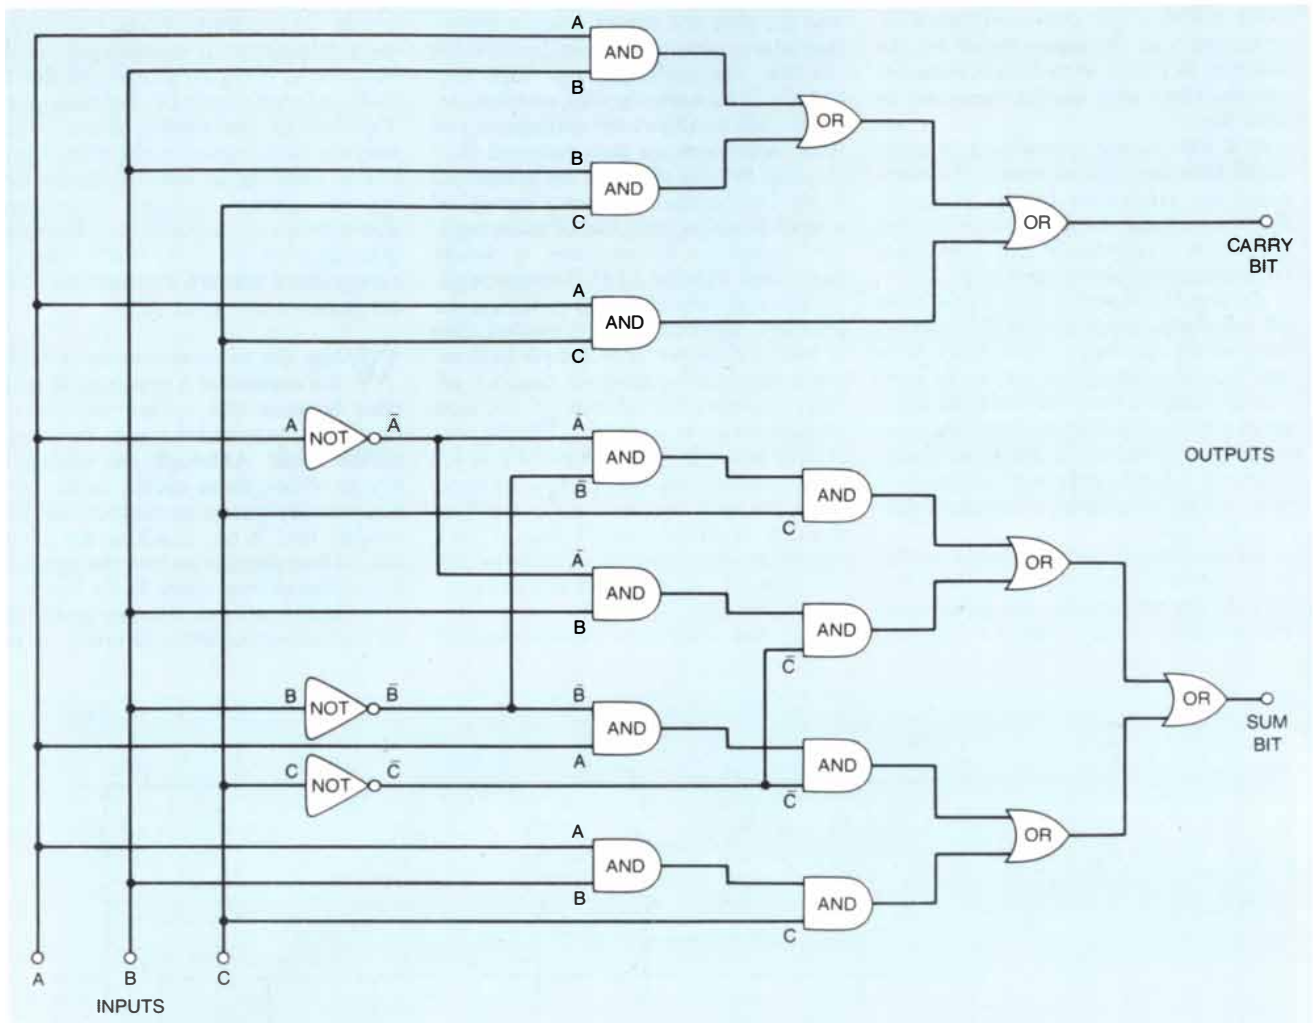 A
AND
B
OR
B
AND
C
OR
CARRY
BIT
A
AND
C
A NOT Ā
Ā
AND
B̄
AND
C
OUTPUTS
OR
Ā
AND
B
AND
C̄
B NOT B̄
B̄
AND
A
OR
SUM
BIT
C NOT C̄
AND
C̄
OR
A
AND
B
AND
C
A B C
INPUTS